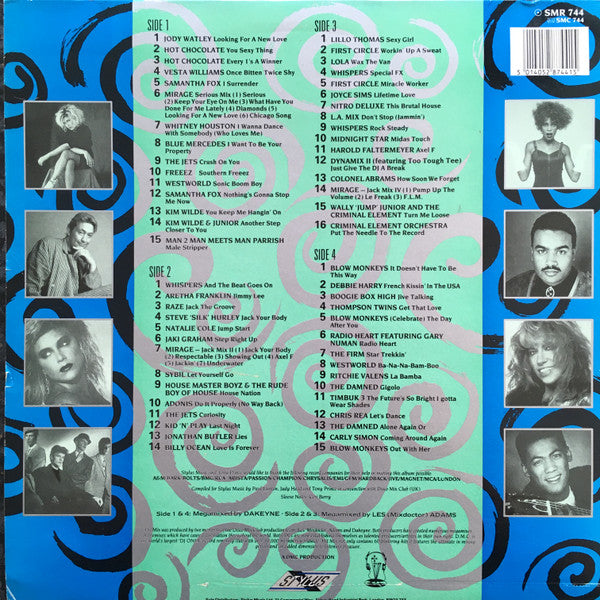 ℗ SMR 744
SMC 744
5 014052 874413
SIDE 1
1 JODY WATLEY Looking For A New Love
2 HOT CHOCOLATE You Sexy Thing
3 HOT CHOCOLATE Every 1's A Winner
4 VESTA WILLIAMS Once Bitten Twice Shy
5 SAMANTHA FOX I Surrender
6 MIRAGE Serious Mix (1) Serious
(2) Keep Your Eye On Me (3) What Have You
Done For Me Lately (4) Diamonds (5)
Looking For A New Love (6) Chicago Song
7 WHITNEY HOUSTON I Wanna Dance
with Somebody (Who Loves Me)
8 BLUE MERCEDES I Want To Be Your
Property
9 THE JETS Crush On You
10 FREEEZ Southern Freeez
11 WESTWORLD Sonic Boom Boy
12 SAMANTHA FOX Nothing's Gonna Stop
Me Now
13 KIM WILDE You Keep Me Hangin' On
14 KIM WILDE & JUNIOR Another Step
Closer To You
15 MAN 2 MAN MEETS MAN PARRISH
Male Stripper
SIDE 2
1 WHISPERS And The Beat Goes On
2 ARETHA FRANKLIN Jimmy Lee
3 RAZE Jack The Groove
4 STEVE 'SILK' HURLEY Jack Your Body
5 NATALIE COLE Jump Start
6 JAKI GRAHAM Step Right Up
7 MIRAGE – Jack Mix II (1) Jack Your Body
(2) Respectable (3) Showing Out (4) Axel F
(5) Jackin' (7) Underwater
8 SYBIL Let Yourself Go
9 HOUSE MASTER BOYZ & THE RUDE
BOY OF HOUSE House Nation
10 ADONIS Do It Properly (No Way Back)
11 THE JETS Curiosity
12 KID 'N' PLAY Last Night
13 JONATHAN BUTLER Lies
14 BILLY OCEAN Love is Forever
SIDE 3
1 LILLO THOMAS Sexy Girl
2 FIRST CIRCLE Workin' Up A Sweat
3 LOLA Wax The Van
4 WHISPERS Special FX
5 FIRST CIRCLE Miracle Worker
6 JOYCE SIMS Lifetime Love
7 NITRO DELUXE This Brutal House
8 L.A. MIX Don't Stop (Jammin')
9 WHISPERS Rock Steady
10 MIDNIGHT STAR Midas Touch
11 HAROLD FALTERMEYER Axel F
12 DYNAMIX II (featuring Too Tough Tee)
Just Give The DJ A Break
13 COLONEL ABRAMS How Soon We Forget
14 MIRAGE – Jack Mix IV (1) Pump Up The
Volume (2) Le Freak (3) F.L.M.
15 WALLY 'JUMP' JUNIOR AND THE
CRIMINAL ELEMENT Turn Me Loose
16 CRIMINAL ELEMENT ORCHESTRA
Put The Needle To The Record
SIDE 4
1 BLOW MONKEYS It Doesn't Have To Be
This Way
2 DEBBIE HARRY French Kissin' In The USA
3 BOOGIE BOX HIGH Jive Talking
4 THOMPSON TWINS Get That Love
5 BLOW MONKEYS (Celebrate) The Day
After You
6 RADIO HEART FEATURING GARY
NUMAN Radio Heart
7 THE FIRM Star Trekkin'
8 WESTWORLD Ba-Na-Na-Bam-Boo
9 RITCHIE VALENS La Bamba
10 THE DAMNED Gigolo
11 TIMBUK 3 The Future's So Bright I gotta
Wear Shades
12 CHRIS REA Let's Dance
13 THE DAMNED Alone Again Or
14 CARLY SIMON Coming Around Again
15 BLOW MONKEYS Out With Her
Side 1 & 4: Megamixed by DAKEYNE · Side 2 & 3: Megamixed by LES (Mixdoctor) ADAMS
A DMC PRODUCTION
STYLUS